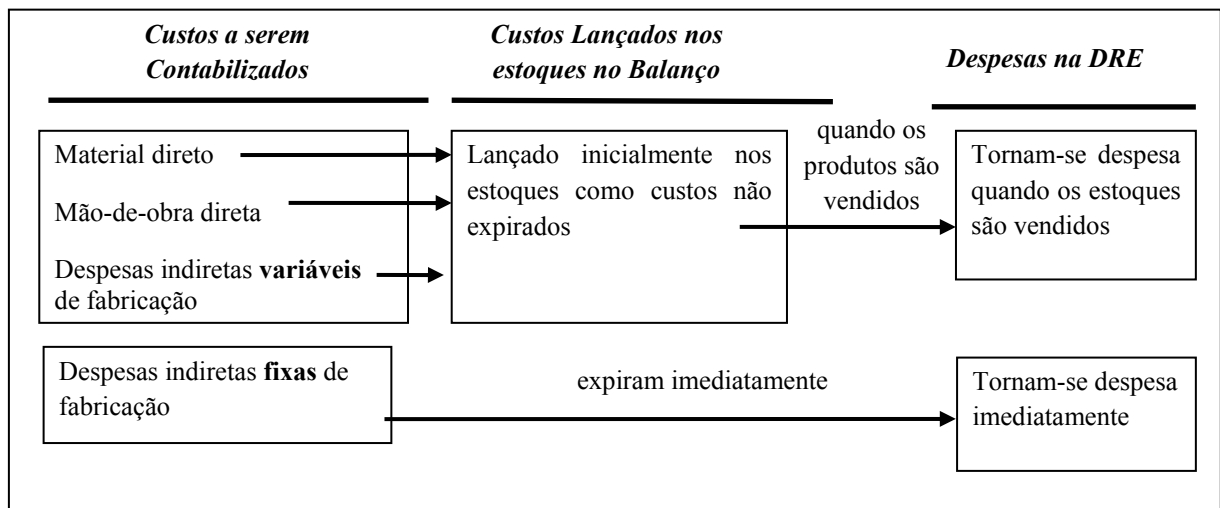 Custos a serem
Contabilizados
Custos Lançados nos
estoques no Balanço
Despesas na DRE
Material direto
Mão-de-obra direta
Despesas indiretas variáveis
de fabricação
Lançado inicialmente nos
estoques como custos não
expirados
quando os
produtos são
vendidos
Tornam-se despesa
quando os estoques
são vendidos
Despesas indiretas fixas de
fabricação
expiram imediatamente
Tornam-se despesa
imediatamente